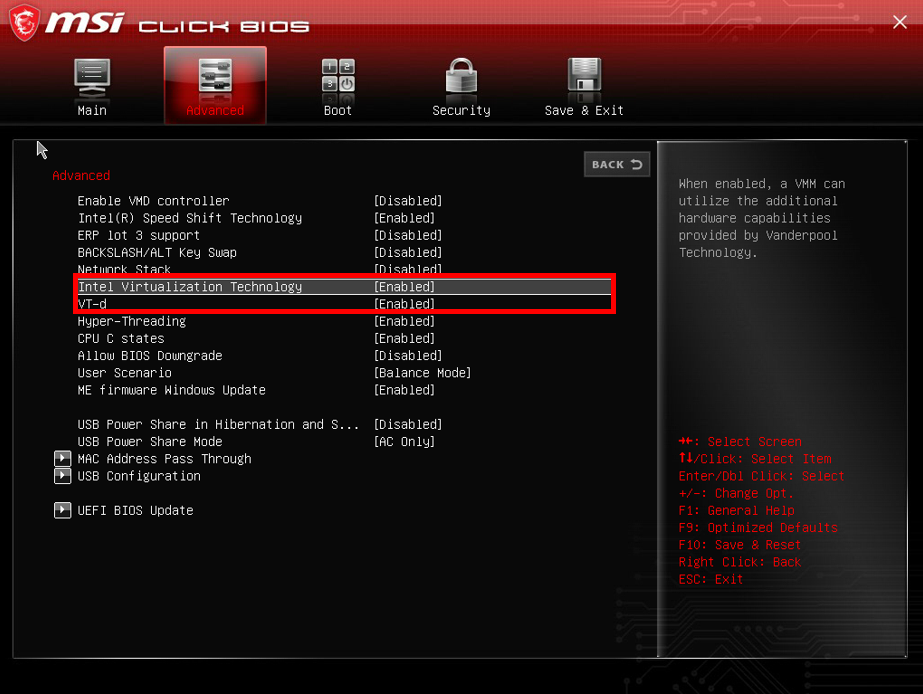 msi CLICK BIOS
Main
Advanced
Boot
Security
Save & Exit
BACK
Advanced
Enable VMD controller [Disabled]
Intel(R) Speed Shift Technology [Enabled]
ERP lot 3 support [Disabled]
BACKSLASH/ALT Key Swap [Disabled]
Network Stack [Disabled]
Intel Virtualization Technology [Enabled]
VT-d [Enabled]
Hyper-Threading [Enabled]
CPU C states [Enabled]
Allow BIOS Downgrade [Disabled]
User Scenario [Balance Mode]
ME firmware Windows Update [Enabled]
USB Power Share in Hibernation and S... [Disabled]
USB Power Share Mode [AC Only]
MAC Address Pass Through
USB Configuration
UEFI BIOS Update
When enabled, a VMM can
utilize the additional
hardware capabilities
provided by Vanderpool
Technology.
→←: Select Screen
↑↓/Click: Select Item
Enter/Dbl Click: Select
+/-: Change Opt.
F1: General Help
F9: Optimized Defaults
F10: Save & Reset
Right Click: Back
ESC: Exit